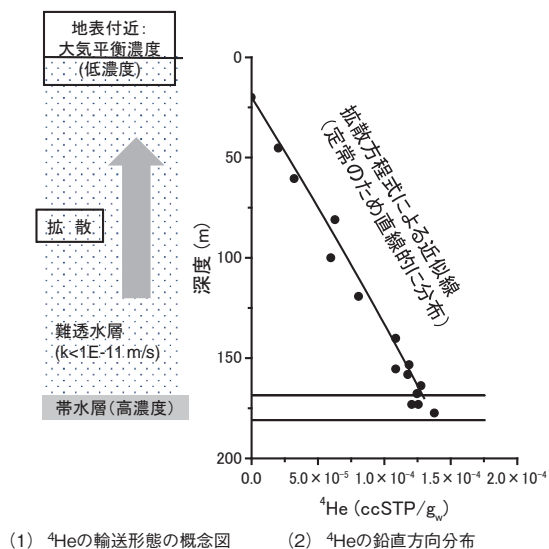 地表付近:
大気平衡濃度
(低濃度)
拡 散
難透水層
(k<1E-11 m/s)
帯水層(高濃度)
0
50
100
150
200
深度(m)
拡散方程式による近似線
(定常のため直線的に分布)
0.0
5.0×10⁻⁵
1.0×10⁻⁴
1.5×10⁻⁴
2.0×10⁻⁴
⁴He (ccSTP/gw)
(1) ⁴Heの輸送形態の概念図
(2) ⁴Heの鉛直方向分布